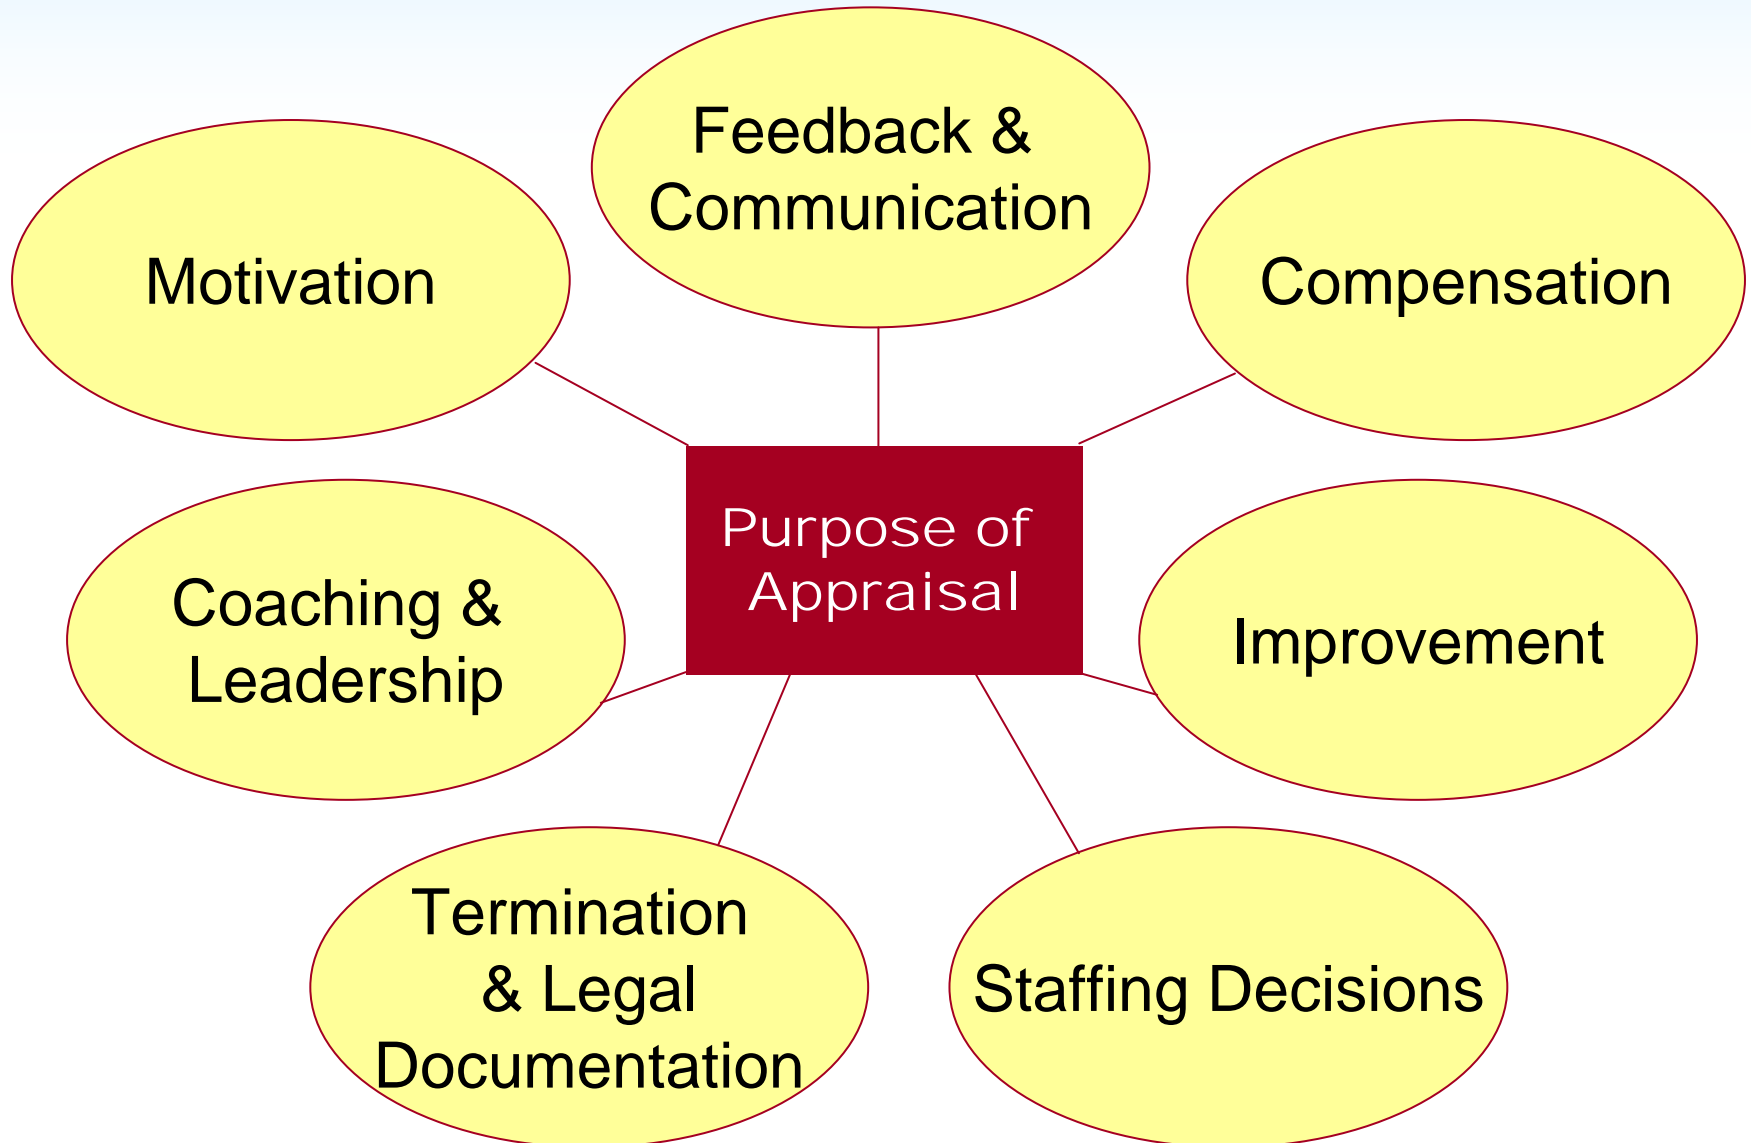 Feedback &
Communication
Motivation
Compensation
Purpose of
Appraisal
Coaching &
Leadership
Improvement
Termination
& Legal
Documentation
Staffing Decisions